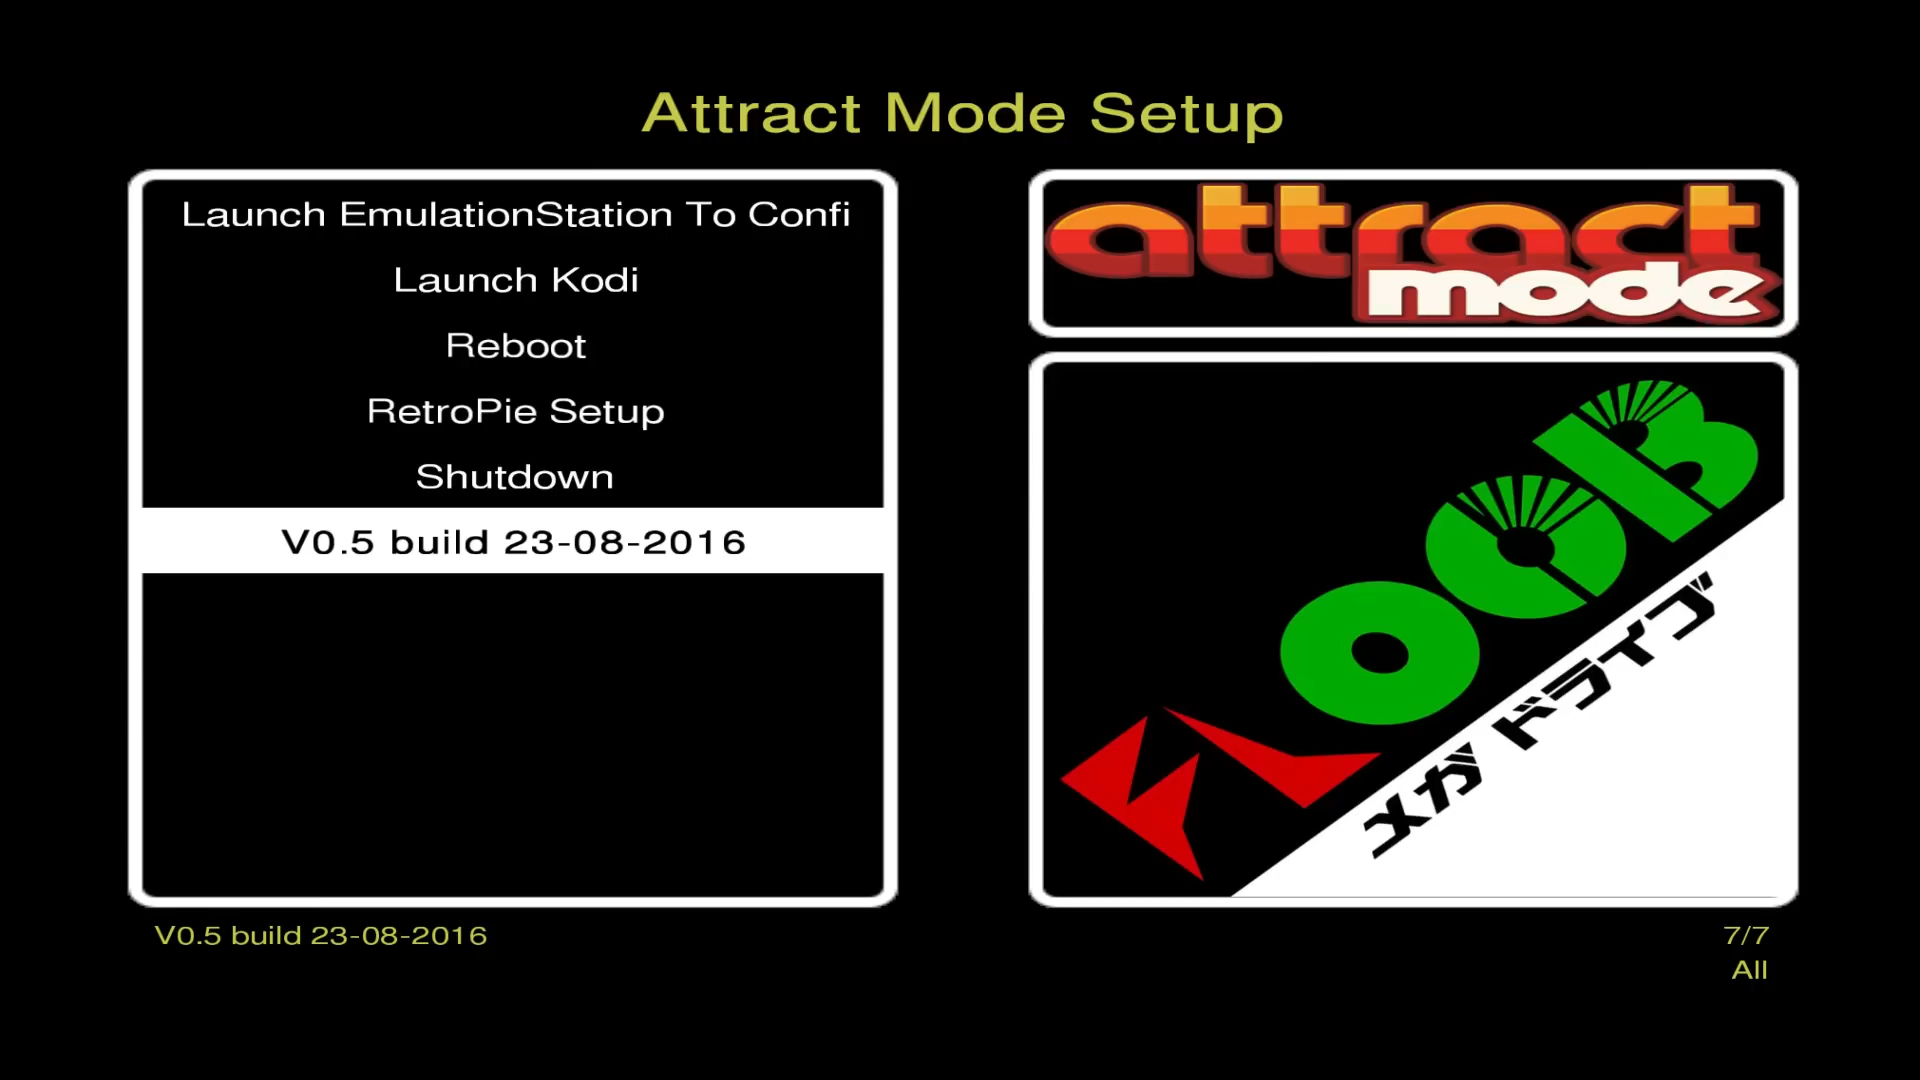 Attract Mode Setup
Launch EmulationStation To Confi
Launch Kodi
Reboot
RetroPie Setup
Shutdown
V0.5 build 23-08-2016
attract
mode
FLOOB
メガ ドライブ
V0.5 build 23-08-2016
7/7
All